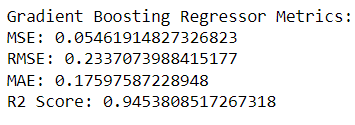 Gradient Boosting Regressor Metrics:
MSE: 0.05461914827326823
RMSE: 0.2337073988415177
MAE: 0.17597587228948
R2 Score: 0.9453808517267318